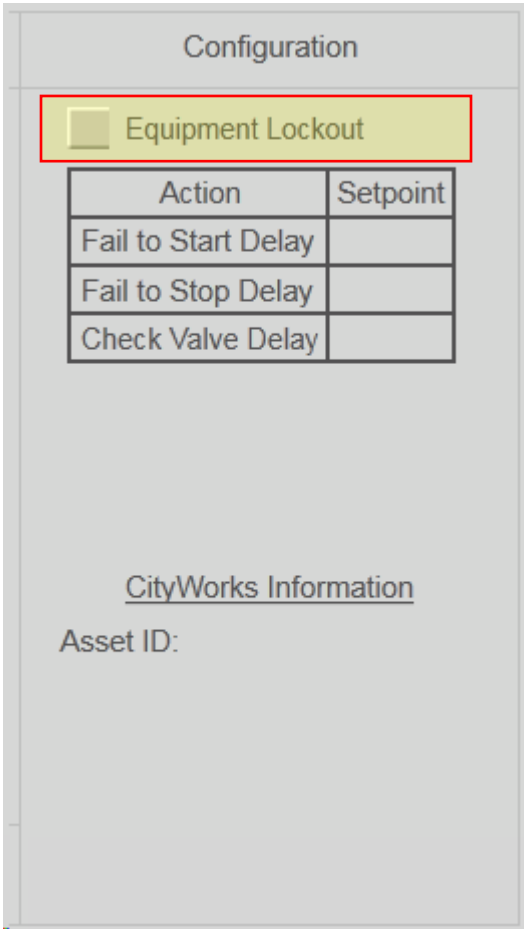 Configuration
Equipment Lockout
Action Setpoint
Fail to Start Delay
Fail to Stop Delay
Check Valve Delay
CityWorks Information
Asset ID: